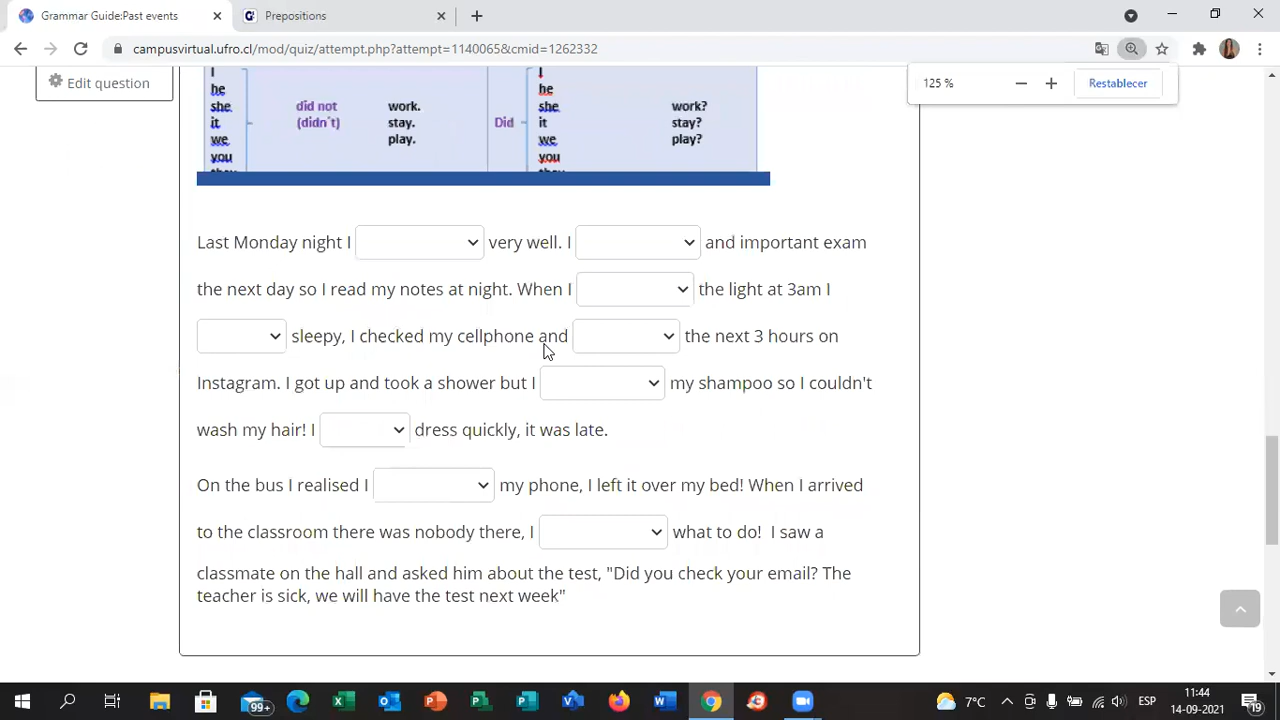 Grammar Guide:Past events
Prepositions
campusvirtual.ufro.cl/mod/quiz/attempt.php?attempt=1140065&cmid=1262332
125 %
Restablecer
Edit question
I
he
she
it
we
you
did not
(didn´t)
work.
stay.
play.
Did
I
he
she
it
we
you
work?
stay?
play?
Last Monday night I very well. I and important exam
the next day so I read my notes at night. When I the light at 3am I
sleepy, I checked my cellphone and the next 3 hours on
Instagram. I got up and took a shower but I my shampoo so I couldn't
wash my hair! I dress quickly, it was late.
On the bus I realised I my phone, I left it over my bed! When I arrived
to the classroom there was nobody there, I what to do! I saw a
classmate on the hall and asked him about the test, "Did you check your email? The
teacher is sick, we will have the test next week"
99+
7°C
ESP
11:44
14-09-2021
19